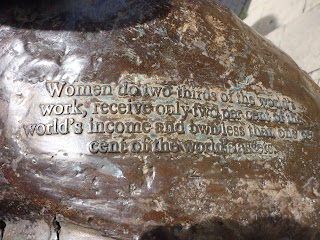 Women do two thirds of the world's
work, receive only two per cent of the
world's income and own less than one per
cent of the world's assets.